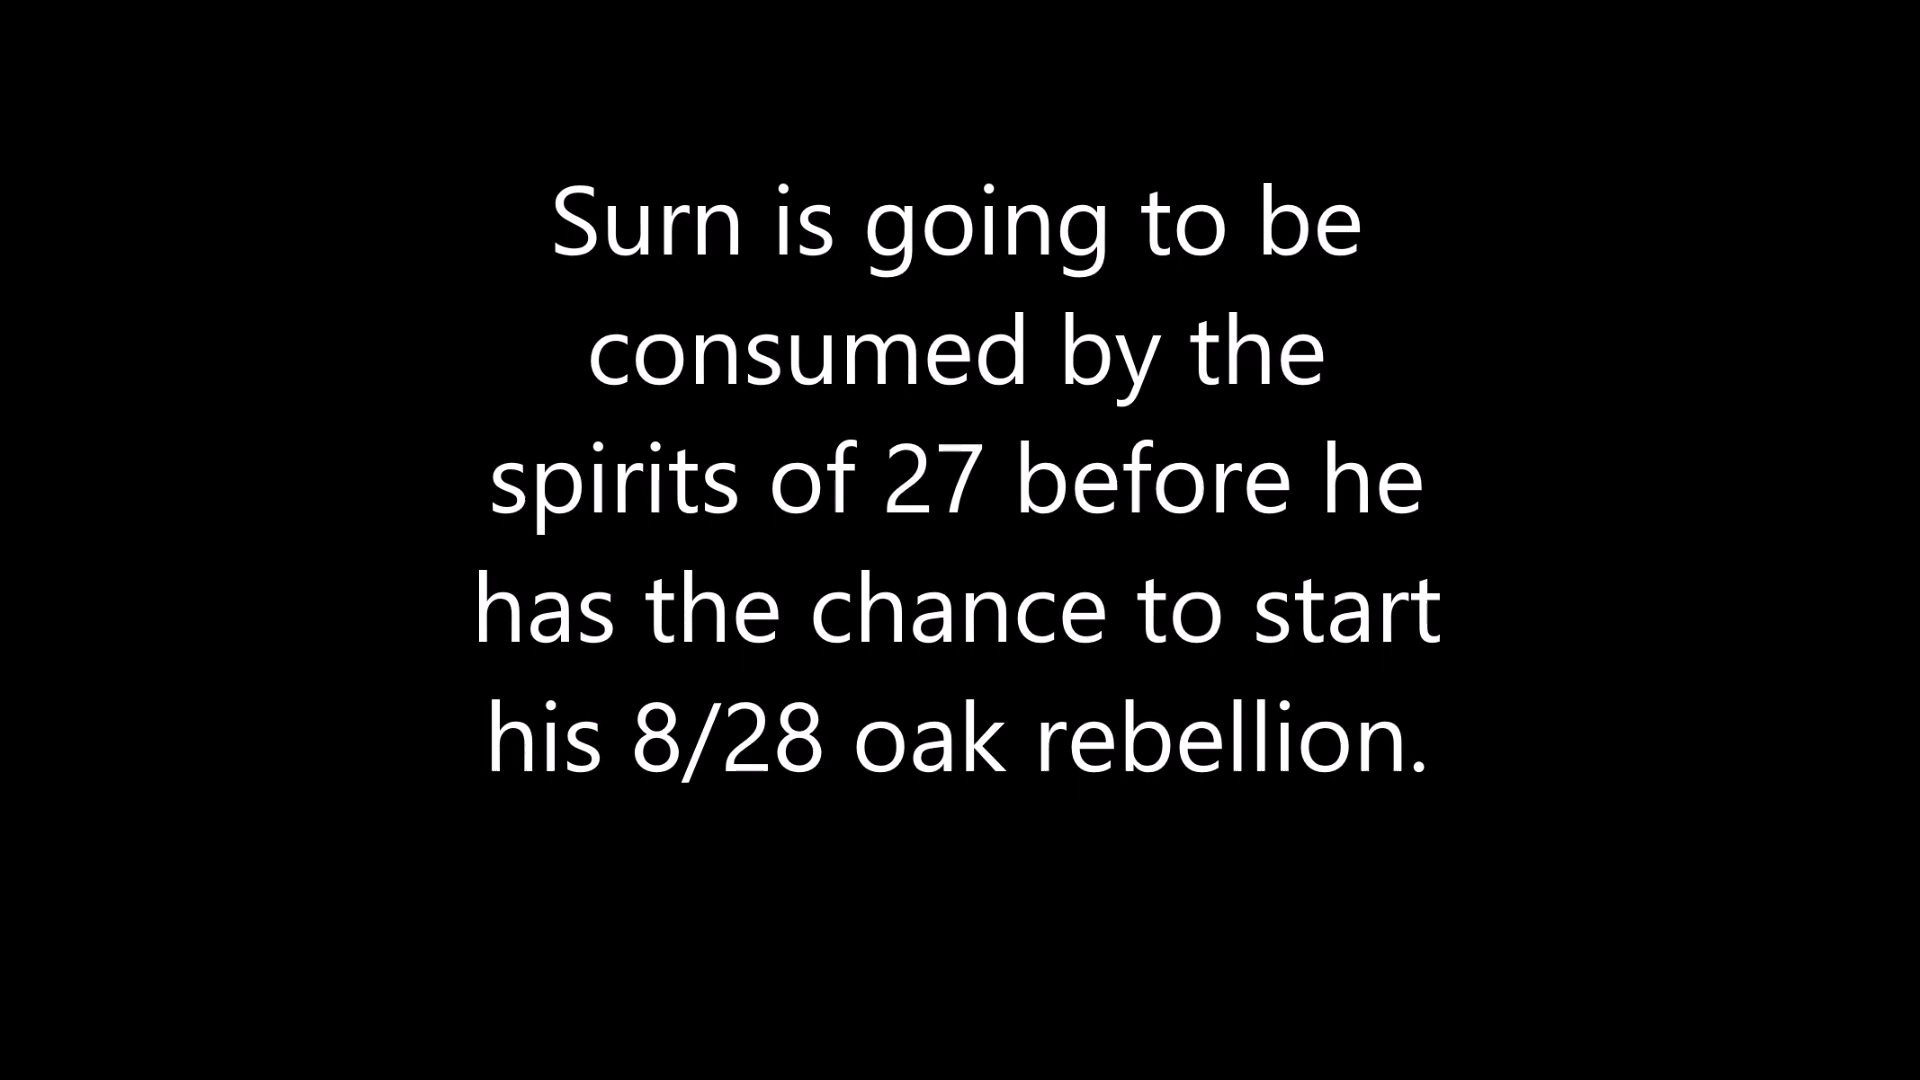 Surn is going to be
consumed by the
spirits of 27 before he
has the chance to start
his 8/28 oak rebellion.